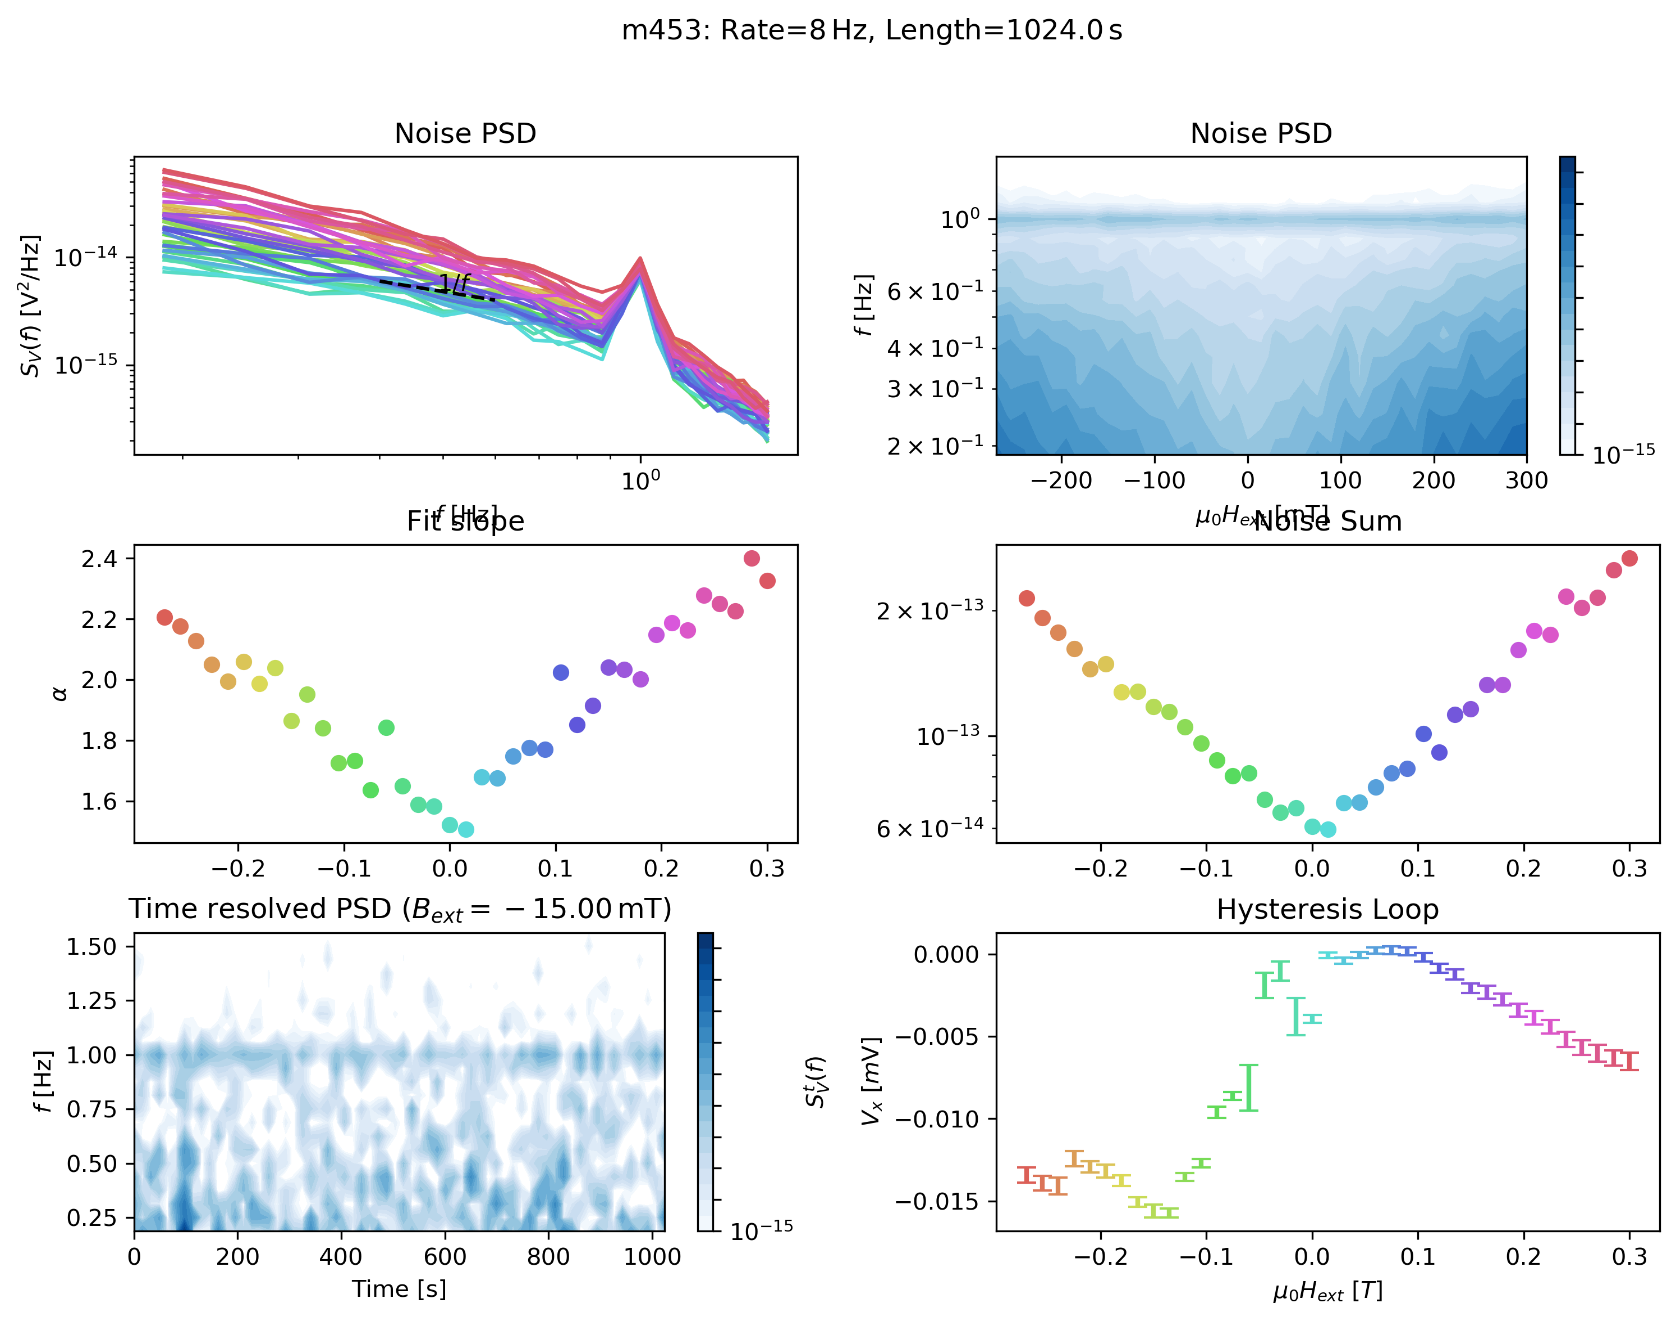 m453: Rate=8 Hz, Length=1024.0 s
Noise PSD
S_V(f) [V²/Hz]
10⁻¹⁴
10⁻¹⁵
1/f
10⁰
f [Hz]
Noise PSD
f [Hz]
10⁰
6 × 10⁻¹
4 × 10⁻¹
3 × 10⁻¹
2 × 10⁻¹
−200 −100 0 100 200 300
μ₀H_ext [mT]
10⁻¹⁵
Fit slope
α
2.4
2.2
2.0
1.8
1.6
−0.2 −0.1 0.0 0.1 0.2 0.3
Noise Sum
2 × 10⁻¹³
10⁻¹³
6 × 10⁻¹⁴
−0.2 −0.1 0.0 0.1 0.2 0.3
Time resolved PSD (B_ext = −15.00 mT)
f [Hz]
1.50
1.25
1.00
0.75
0.50
0.25
0 200 400 600 800 1000
Time [s]
10⁻¹⁵
S_V^t(f)
Hysteresis Loop
V_x [mV]
0.000
−0.005
−0.010
−0.015
−0.2 −0.1 0.0 0.1 0.2 0.3
μ₀H_ext [T]